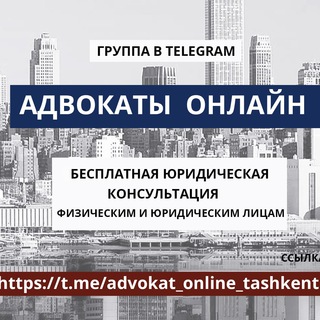 ГРУППА В TELEGRAM
АДВОКАТЫ ОНЛАЙН
БЕСПЛАТНАЯ ЮРИДИЧЕСКАЯ
КОНСУЛЬТАЦИЯ
ФИЗИЧЕСКИМ И ЮРИДИЧЕСКИМ ЛИЦАМ
ССЫЛКА
https://t.me/advokat_online_tashkent